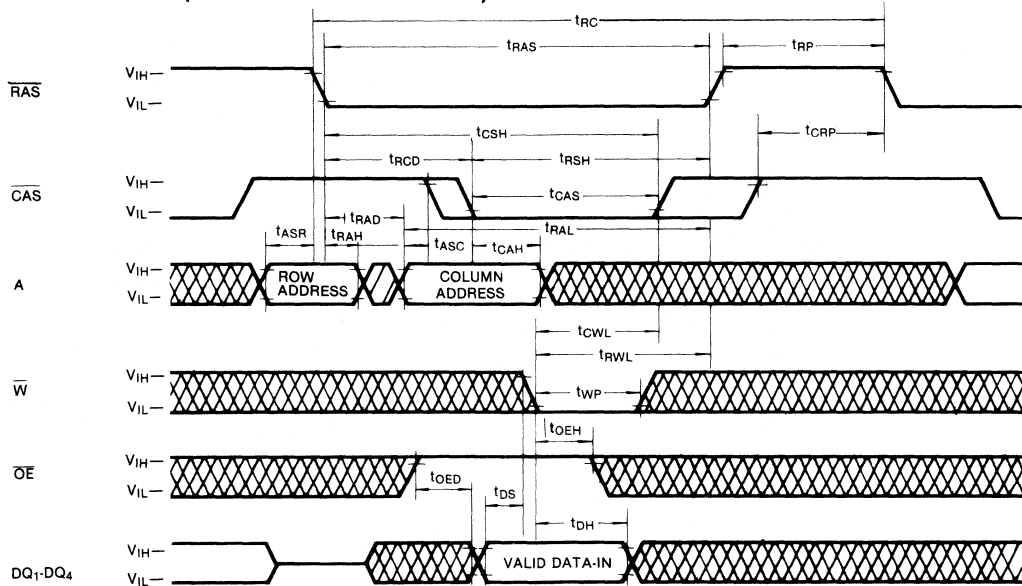 tRC
tRAS
tRP
RAS
VIH—
VIL—
tCSH
tCRP
tRCD
tRSH
CAS
VIH—
VIL—
tCAS
tRAD
tRAL
tASR
tRAH
tASC
tCAH
A
VIH—
VIL—
ROW ADDRESS
COLUMN ADDRESS
tCWL
tRWL
W
VIH—
VIL—
tWP
tOEH
OE
VIH—
VIL—
tOED
tDS
tDH
DQ1-DQ4
VIH—
VIL—
VALID DATA-IN